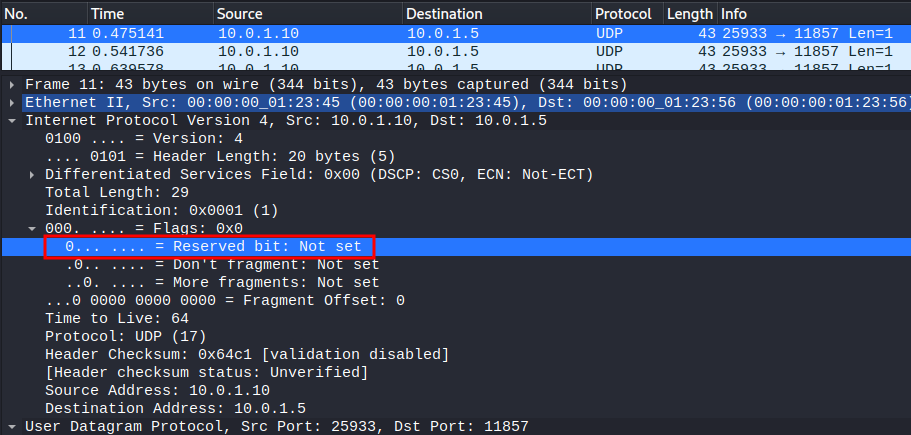 No. Time Source Destination Protocol Length Info
11 0.475141 10.0.1.10 10.0.1.5 UDP 43 25933 → 11857 Len=1
12 0.541736 10.0.1.10 10.0.1.5 UDP 43 25933 → 11857 Len=1
13 0.639578 10.0.1.10 10.0.1.5 UDP 43 25933 → 11857 Len=1
Frame 11: 43 bytes on wire (344 bits), 43 bytes captured (344 bits)
Ethernet II, Src: 00:00:00_01:23:45 (00:00:00:01:23:45), Dst: 00:00:00_01:23:56 (00:00:00:01:23:56)
Internet Protocol Version 4, Src: 10.0.1.10, Dst: 10.0.1.5
0100 .... = Version: 4
.... 0101 = Header Length: 20 bytes (5)
Differentiated Services Field: 0x00 (DSCP: CS0, ECN: Not-ECT)
Total Length: 29
Identification: 0x0001 (1)
000. .... = Flags: 0x0
0... .... = Reserved bit: Not set
.0.. .... = Don't fragment: Not set
..0. .... = More fragments: Not set
...0 0000 0000 0000 = Fragment Offset: 0
Time to Live: 64
Protocol: UDP (17)
Header Checksum: 0x64c1 [validation disabled]
[Header checksum status: Unverified]
Source Address: 10.0.1.10
Destination Address: 10.0.1.5
User Datagram Protocol, Src Port: 25933, Dst Port: 11857